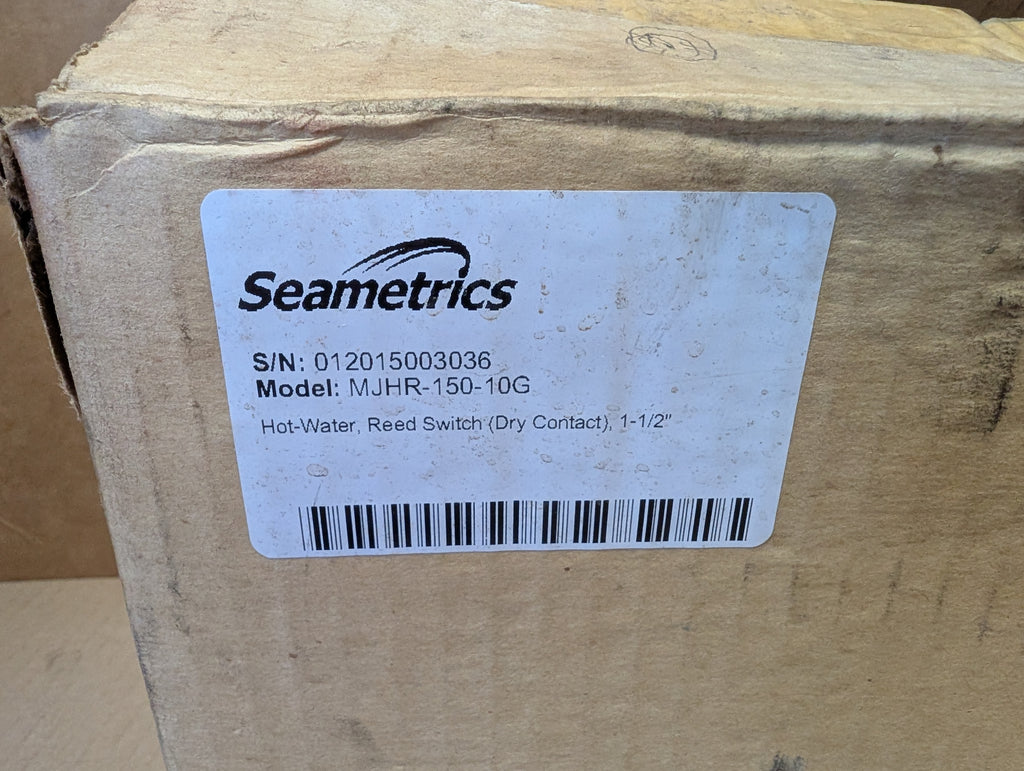 Seametrics
S/N: 012015003036
Model: MJHR-150-10G
Hot-Water, Reed Switch (Dry Contact), 1-1/2"